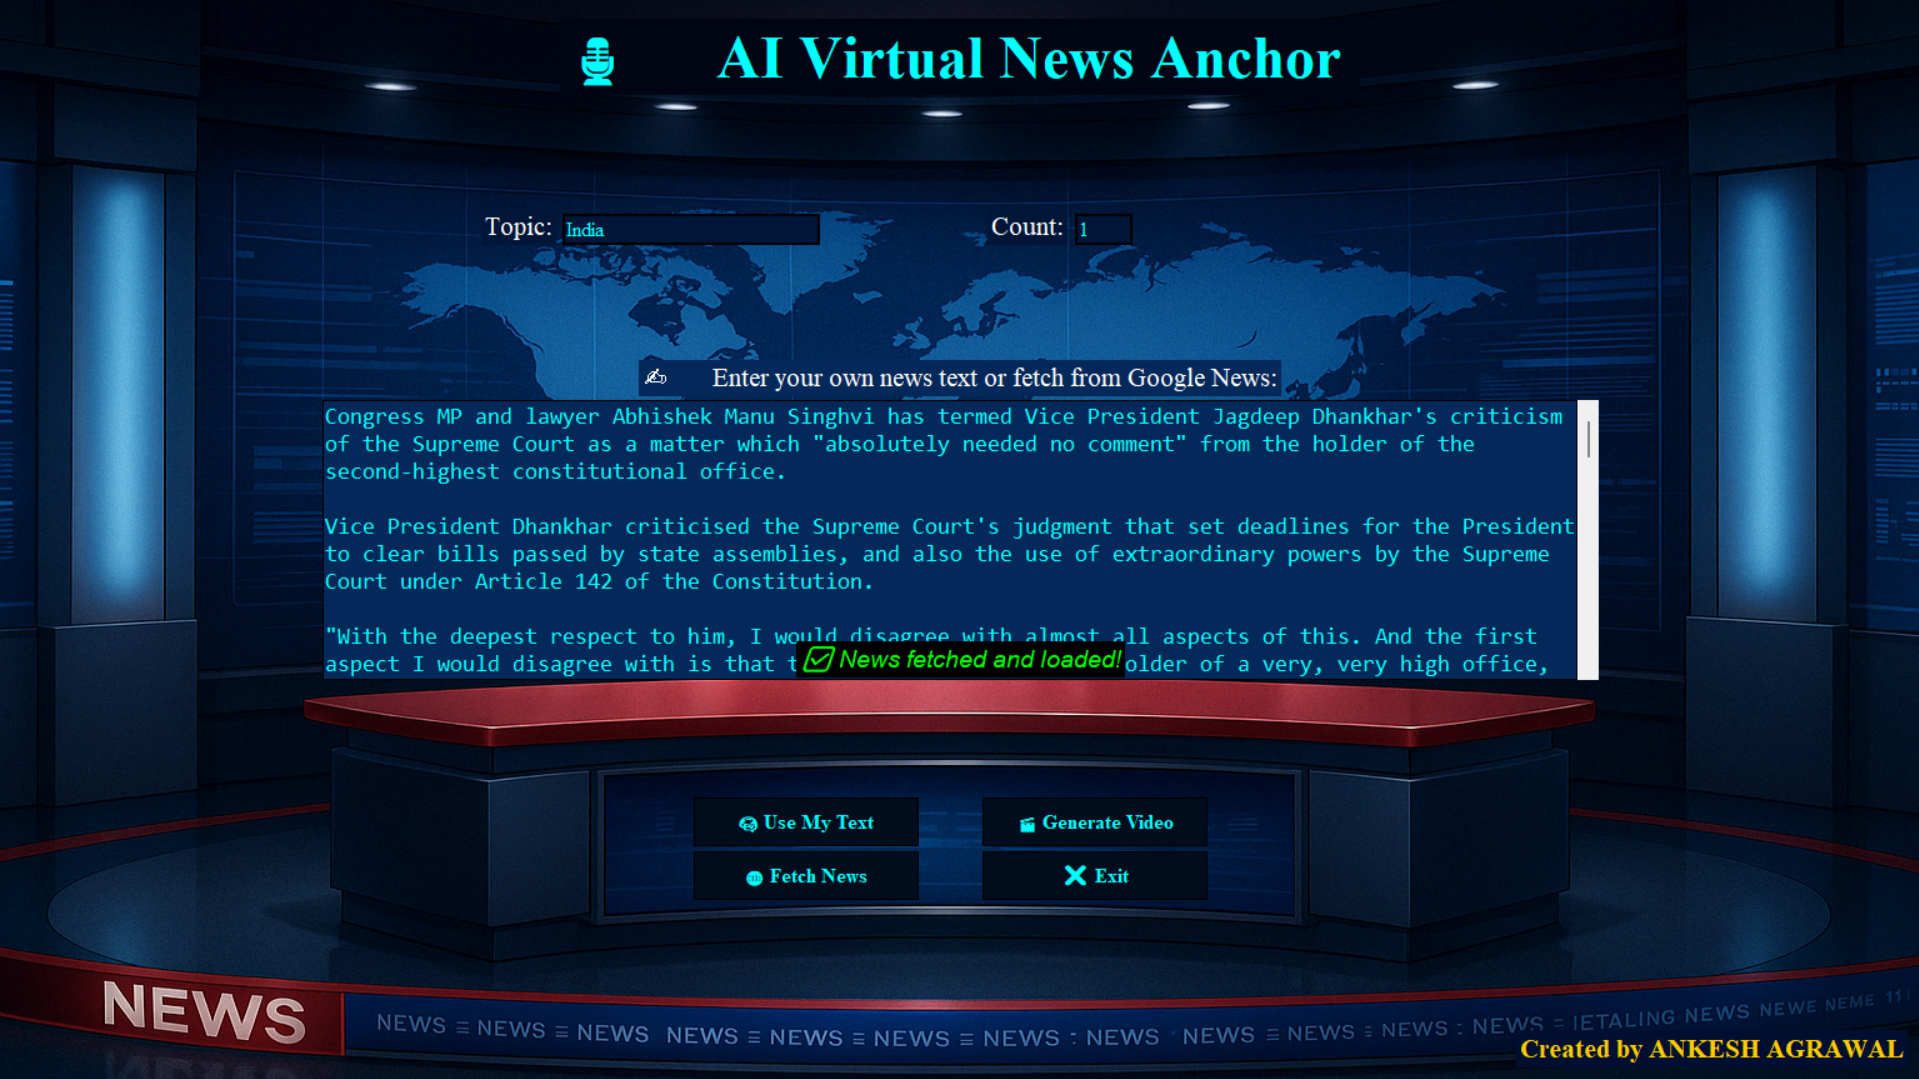 AI Virtual News Anchor
Topic: India
Count: 1
Enter your own news text or fetch from Google News:
Congress MP and lawyer Abhishek Manu Singhvi has termed Vice President Jagdeep Dhankhar's criticism
of the Supreme Court as a matter which "absolutely needed no comment" from the holder of the
second-highest constitutional office.
Vice President Dhankhar criticised the Supreme Court's judgment that set deadlines for the President
to clear bills passed by state assemblies, and also the use of extraordinary powers by the Supreme
Court under Article 142 of the Constitution.
"With the deepest respect to him, I would disagree with almost all aspects of this. And the first
aspect I would disagree with is that older of a very, very high office,
News fetched and loaded!
Use My Text
Generate Video
Fetch News
Exit
NEWS
NEWS ≡ NEWS ≡ NEWS NEWS ≡ NEWS ≡ NEWS ≡ NEWS : NEWS NEWS ≡ NEWS : NEWS : NEWS = IETALING NEWS NEWE NEME
Created by ANKESH AGRAWAL